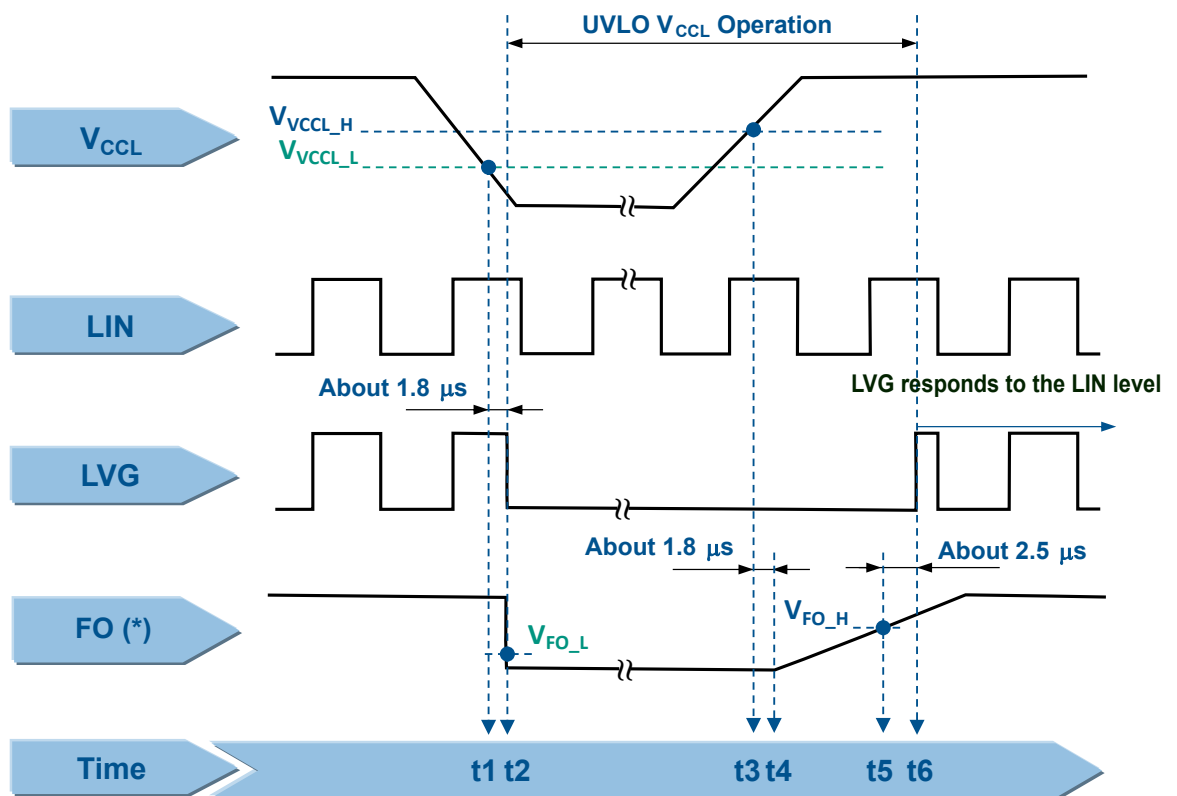 UVLO VCCL Operation
VCCL
VVCCL_H
VVCCL_L
LIN
About 1.8 μs
LVG responds to the LIN level
LVG
About 1.8 μs
About 2.5 μs
FO (*)
VFO_L
VFO_H
Time
t1 t2 t3 t4 t5 t6